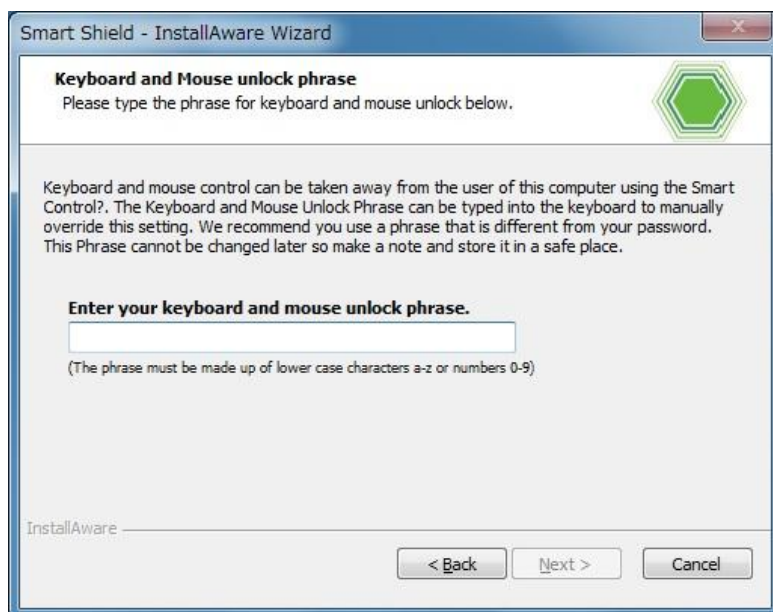 Smart Shield - InstallAware Wizard
Keyboard and Mouse unlock phrase
Please type the phrase for keyboard and mouse unlock below.
Keyboard and mouse control can be taken away from the user of this computer using the Smart
Control?. The Keyboard and Mouse Unlock Phrase can be typed into the keyboard to manually
override this setting. We recommend you use a phrase that is different from your password.
This Phrase cannot be changed later so make a note and store it in a safe place.
Enter your keyboard and mouse unlock phrase.
(The phrase must be made up of lower case characters a-z or numbers 0-9)
InstallAware
< Back Next > Cancel